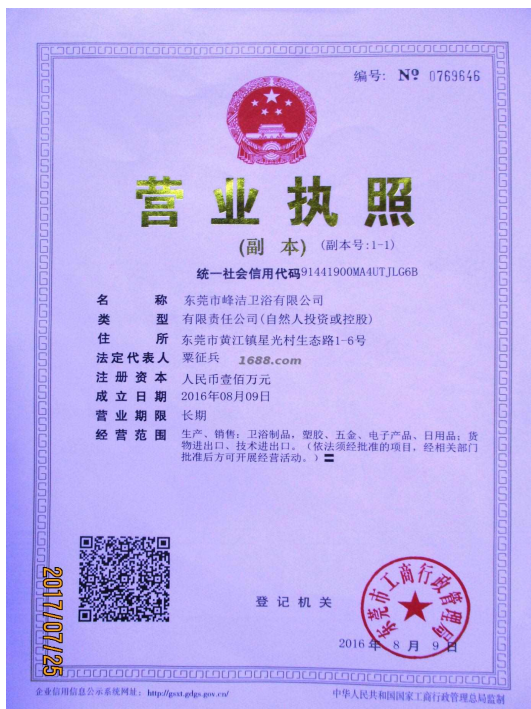 编号: № 0769646
营业执照
(副 本) (副本号:1-1)
统一社会信用代码91441900MA4UTJLG6B
名 称 东莞市峰洁卫浴有限公司
类 型 有限责任公司(自然人投资或控股)
住 所 东莞市黄江镇星光村生态路1-6号
法定代表人 粟征兵
1688.com
注册资本 人民币壹佰万元
成立日期 2016年08月09日
营业期限 长期
经营范围 生产、销售:卫浴制品,塑胶、五金、电子产品、日用品;货
物进出口、技术进出口。(依法须经批准的项目,经相关部门
批准后方可开展经营活动。)
登记机关
东莞市工商行政管理局
2016年 8 月 9 日
2017/07/25
企业信用信息公示系统网址: http://gsxt.gdgs.gov.cn/
中华人民共和国国家工商行政管理总局监制